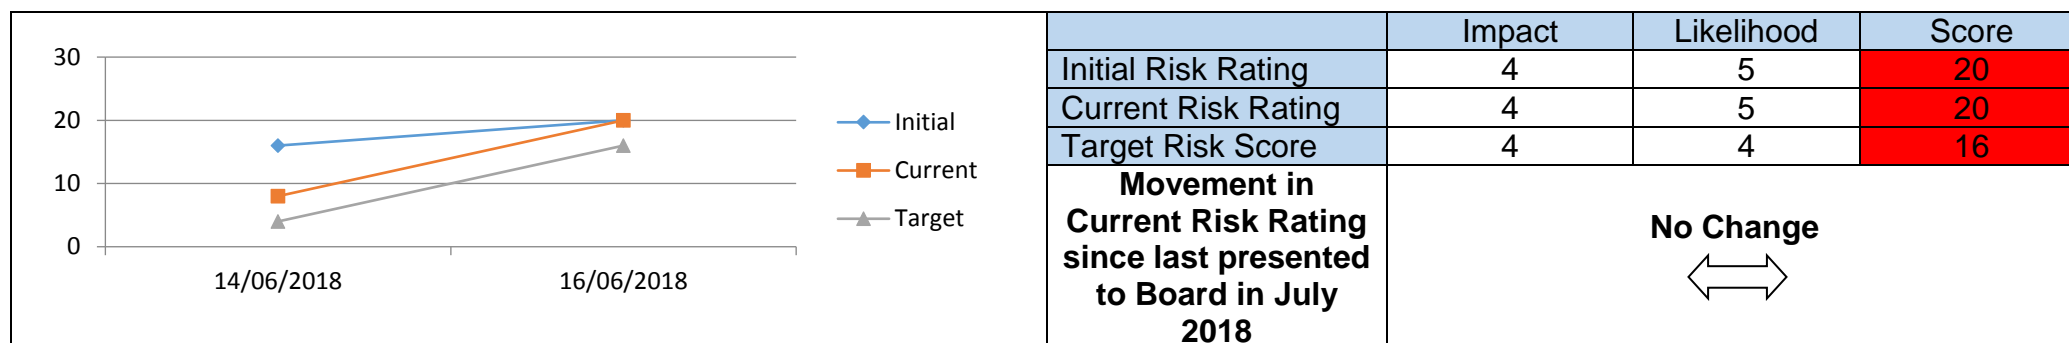 30
20
10
0
14/06/2018
16/06/2018
Initial
Current
Target
Impact Likelihood Score
Initial Risk Rating 4 5 20
Current Risk Rating 4 5 20
Target Risk Score 4 4 16
Movement in
Current Risk Rating
since last presented
to Board in July
2018
No Change